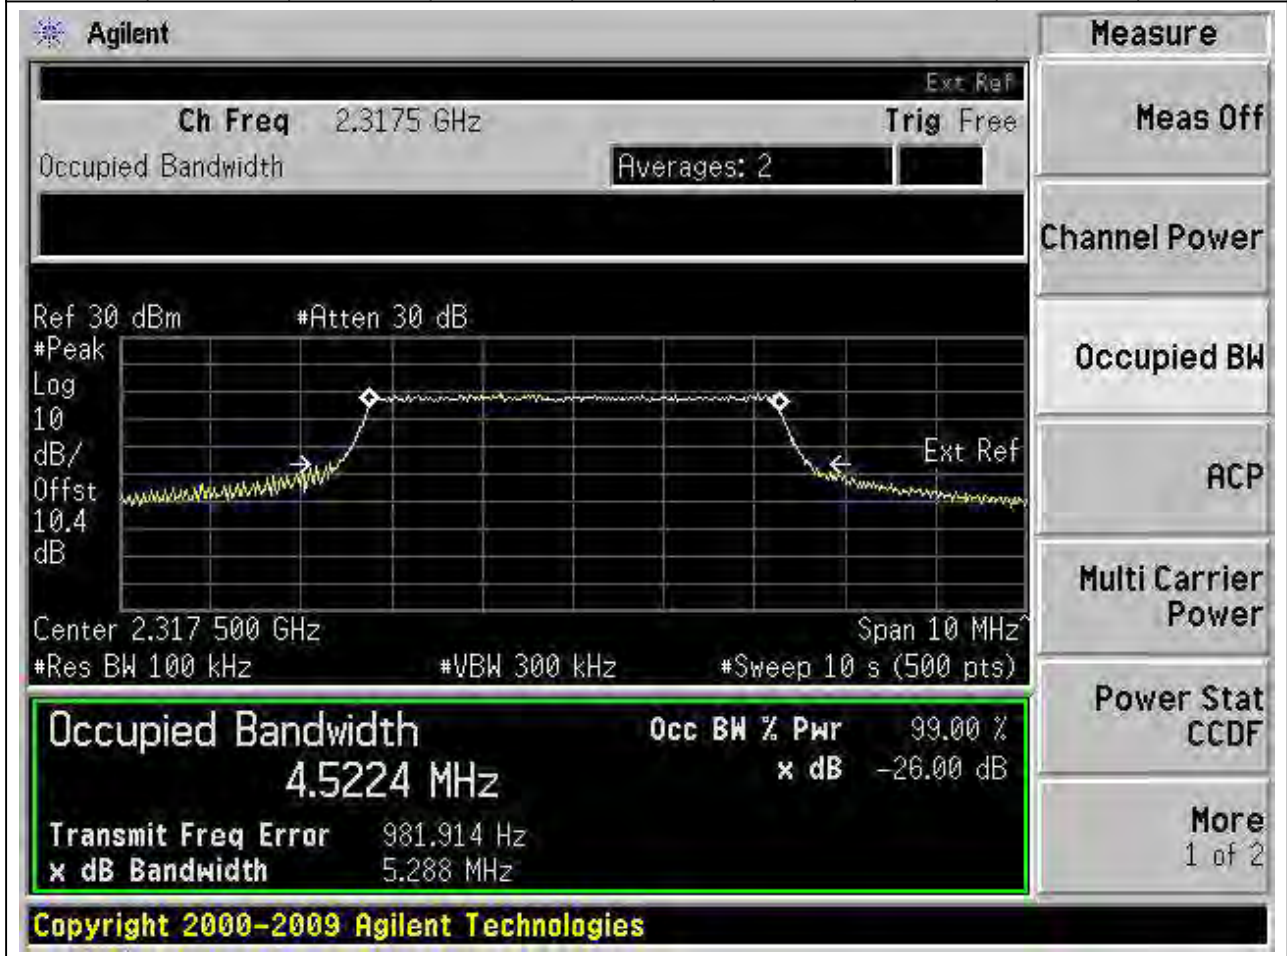 Agilent
Measure
Ext Ref
Ch Freq 2.3175 GHz Trig Free
Meas Off
Occupied Bandwidth Averages: 2
Channel Power
Ref 30 dBm #Atten 30 dB
#Peak
Log
10
dB/
Offst
10.4
dB
Occupied BW
Ext Ref
ACP
Center 2.317 500 GHz Span 10 MHz^
#Res BW 100 kHz #VBW 300 kHz #Sweep 10 s (500 pts)
Multi Carrier
Power
Occupied Bandwidth Occ BW % Pwr 99.00 %
4.5224 MHz x dB -26.00 dB
Power Stat
CCDF
Transmit Freq Error 981.914 Hz
x dB Bandwidth 5.288 MHz
More
1 of 2
Copyright 2000-2009 Agilent Technologies